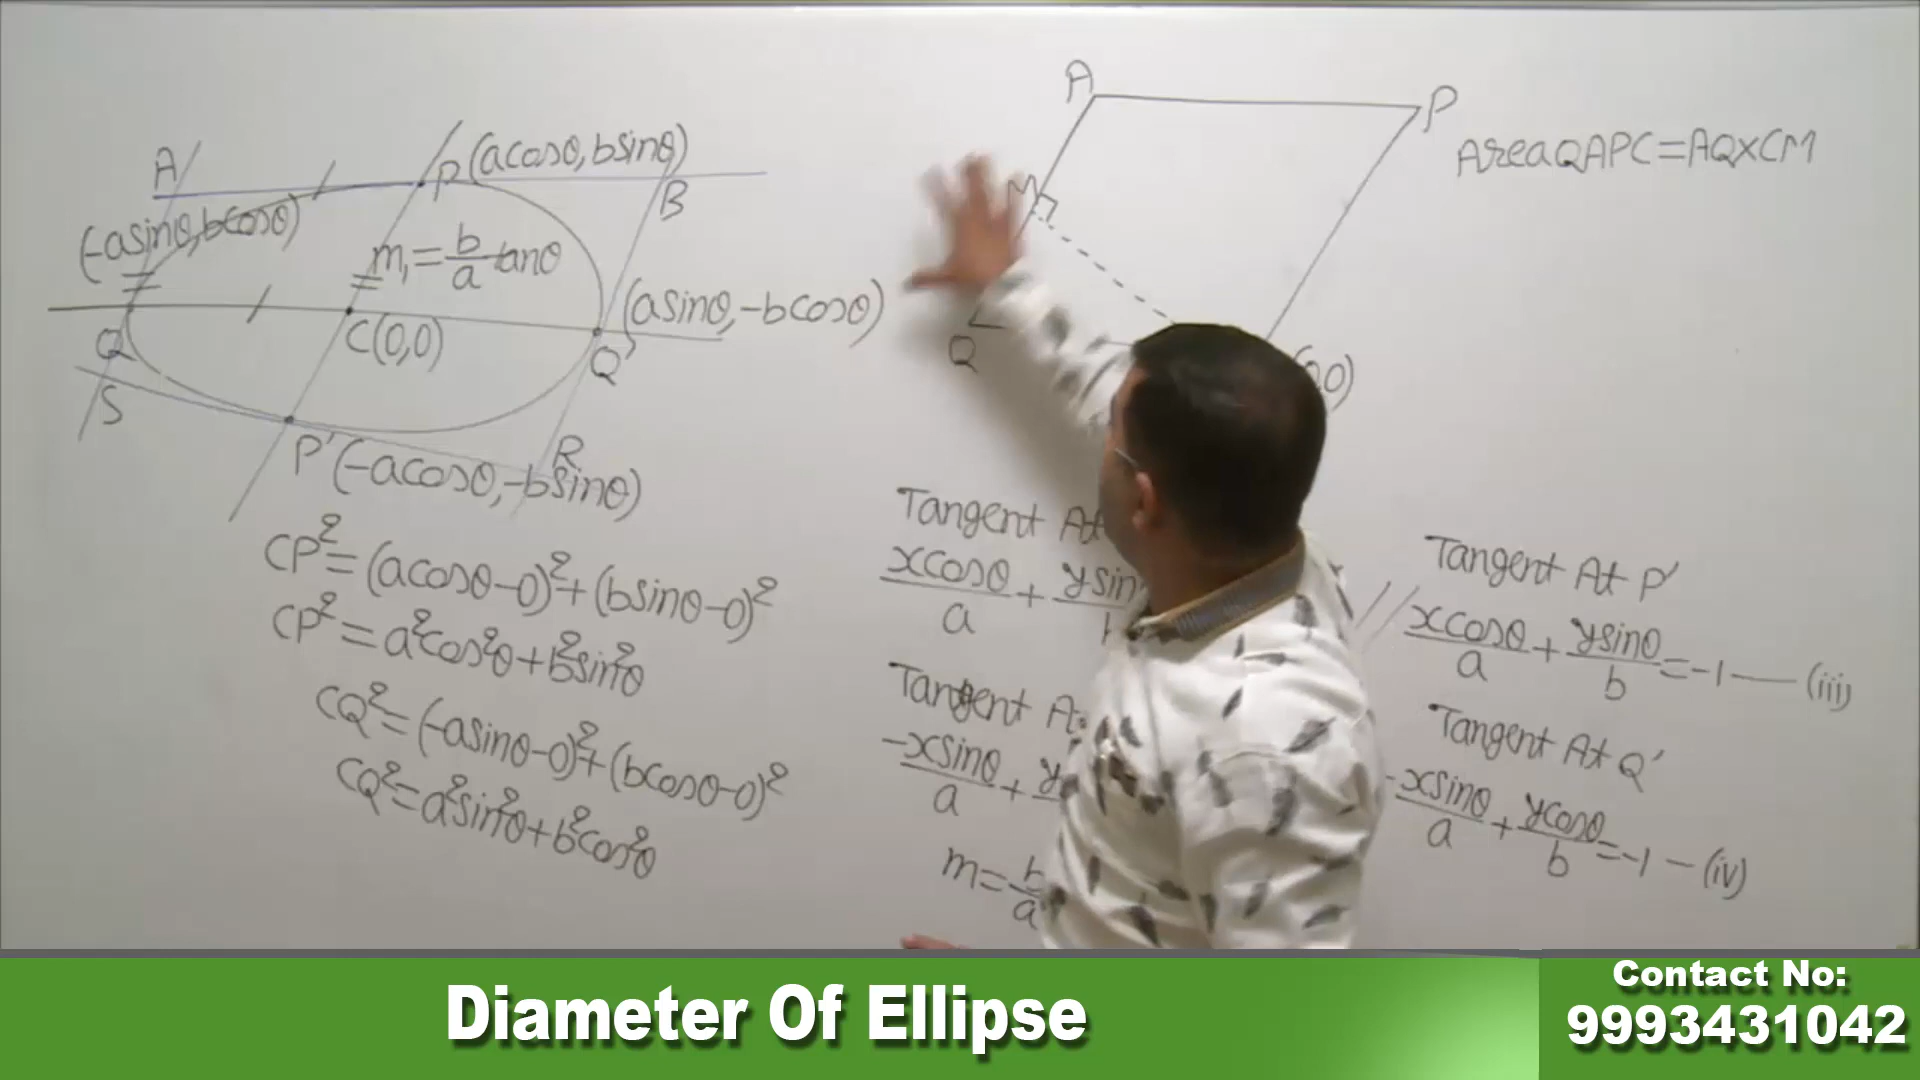 A
P(acosθ, bsinθ)
B
(-asinθ, bcosθ)
m₁ = b/a tanθ
(asinθ, -bcosθ)
Q
C(0,0)
Q'
S
R
P'(-acosθ, -bsinθ)
CP² = (acosθ-0)² + (bsinθ-0)²
CP² = a²cos²θ + b²sin²θ
CQ² = (-asinθ-0)² + (bcosθ-0)²
CQ² = a²sin²θ + b²cos²θ
A
P
Area QAPC = AQ×CM
M
Q
0)
Tangent At
xcosθ/a + ysin
Tangent A
-xsinθ/a + y
m =
Tangent At P'
xcosθ/a + ysinθ/b = -1 — (iii)
Tangent At Q'
-xsinθ/a + ycosθ/b = -1 — (iv)
Diameter Of Ellipse
Contact No:
9993431042